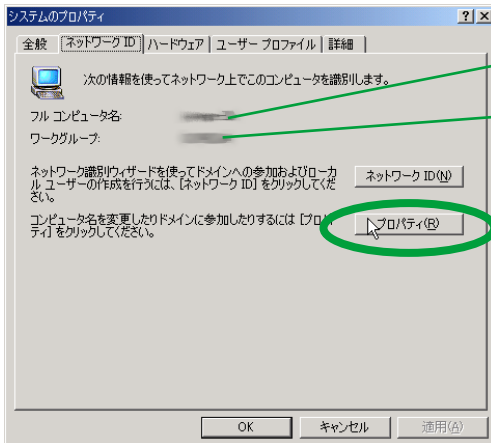 システムのプロパティ
全般
ネットワーク ID
ハードウェア
ユーザー プロファイル
詳細
次の情報を使ってネットワーク上でこのコンピュータを識別します。
フル コンピュータ名:
ワークグループ:
ネットワーク識別ウィザードを使ってドメインへの参加およびローカ
ル ユーザーの作成を行うには、[ネットワーク ID] をクリックしてくだ
さい。
ネットワーク ID(N)
コンピュータ名を変更したりドメインに参加したりするには [プロパ
ティ] をクリックしてください。
プロパティ(R)
OK
キャンセル
適用(A)